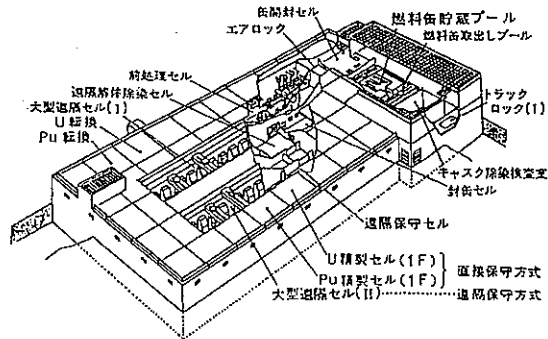 缶開封セル
燃料缶貯蔵プール
エアロック
燃料缶取出しプール
前処理セル
遠隔解体除染セル
大型遠隔セル(I)
トラック
ロック(1)
U転換
Pu転換
キャスク除染検査室
封缶セル
遠隔保守セル
U精製セル(1F)
Pu精製セル(1F)
直接保守方式
大型遠隔セル(II)
遠隔保守方式